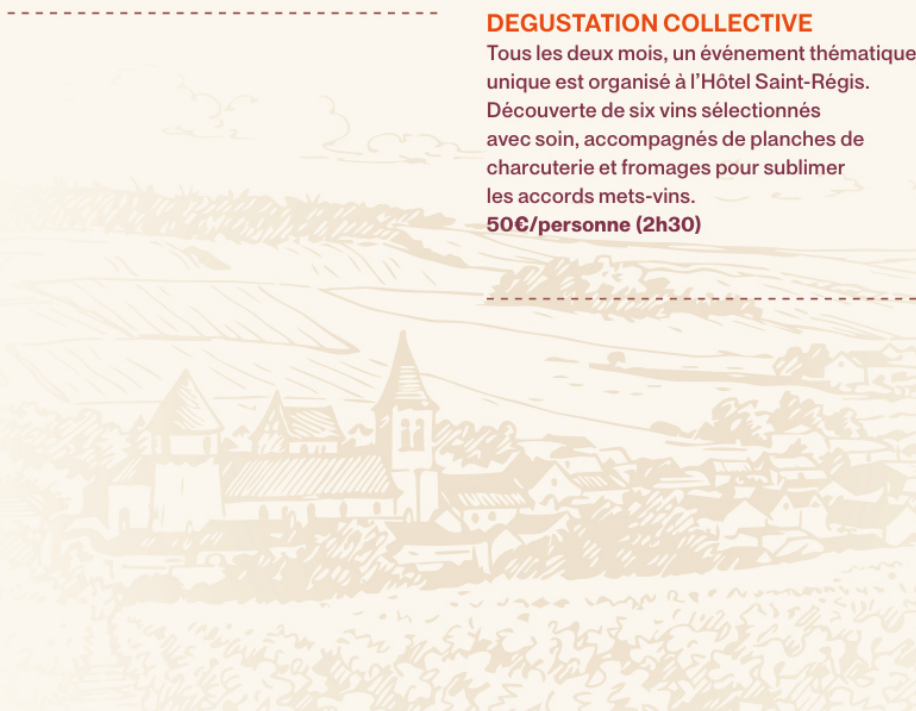 DEGUSTATION COLLECTIVE
Tous les deux mois, un événement thématique
unique est organisé à l’Hôtel Saint-Régis.
Découverte de six vins sélectionnés
avec soin, accompagnés de planches de
charcuterie et fromages pour sublimer
les accords mets-vins.
50€/personne (2h30)